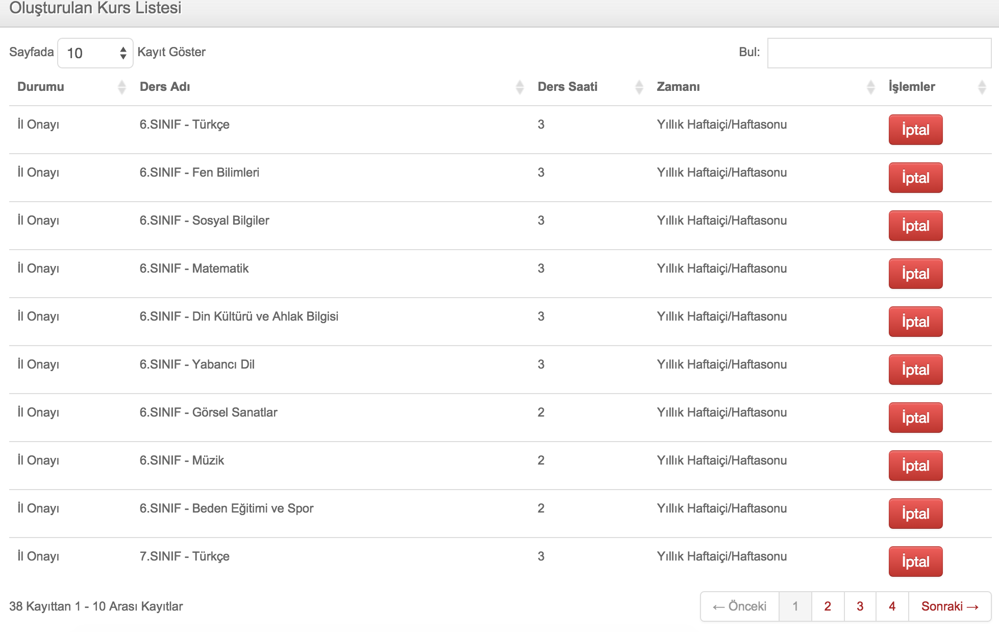 Oluşturulan Kurs Listesi
Sayfada 10 Kayıt Göster Bul:
Durumu Ders Adı Ders Saati Zamanı İşlemler
İl Onayı 6.SINIF - Türkçe 3 Yıllık Haftaiçi/Haftasonu İptal
İl Onayı 6.SINIF - Fen Bilimleri 3 Yıllık Haftaiçi/Haftasonu İptal
İl Onayı 6.SINIF - Sosyal Bilgiler 3 Yıllık Haftaiçi/Haftasonu İptal
İl Onayı 6.SINIF - Matematik 3 Yıllık Haftaiçi/Haftasonu İptal
İl Onayı 6.SINIF - Din Kültürü ve Ahlak Bilgisi 3 Yıllık Haftaiçi/Haftasonu İptal
İl Onayı 6.SINIF - Yabancı Dil 3 Yıllık Haftaiçi/Haftasonu İptal
İl Onayı 6.SINIF - Görsel Sanatlar 2 Yıllık Haftaiçi/Haftasonu İptal
İl Onayı 6.SINIF - Müzik 2 Yıllık Haftaiçi/Haftasonu İptal
İl Onayı 6.SINIF - Beden Eğitimi ve Spor 2 Yıllık Haftaiçi/Haftasonu İptal
İl Onayı 7.SINIF - Türkçe 3 Yıllık Haftaiçi/Haftasonu İptal
38 Kayıttan 1 - 10 Arası Kayıtlar ← Önceki 1 2 3 4 Sonraki →